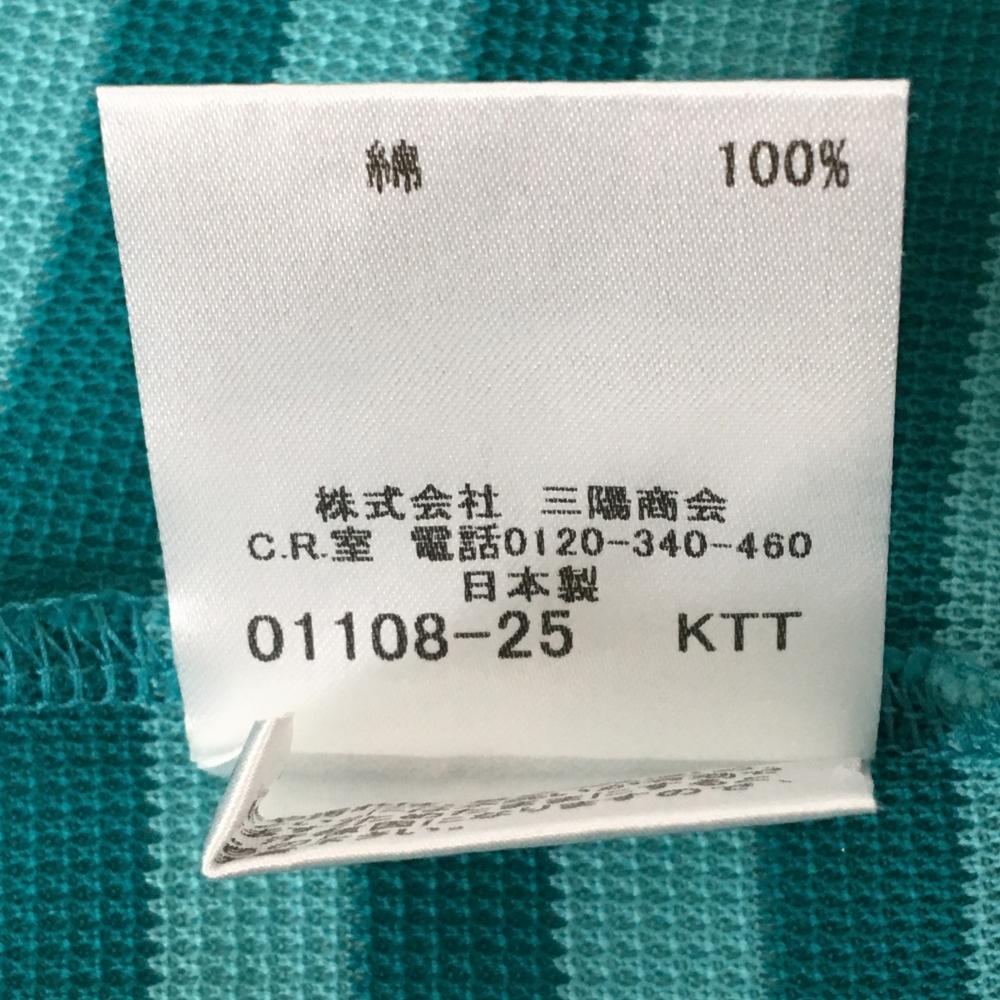 綿 100%
株式会社 三陽商会
C.R.室 電話0120-340-460
日本製
01108-25 KTT